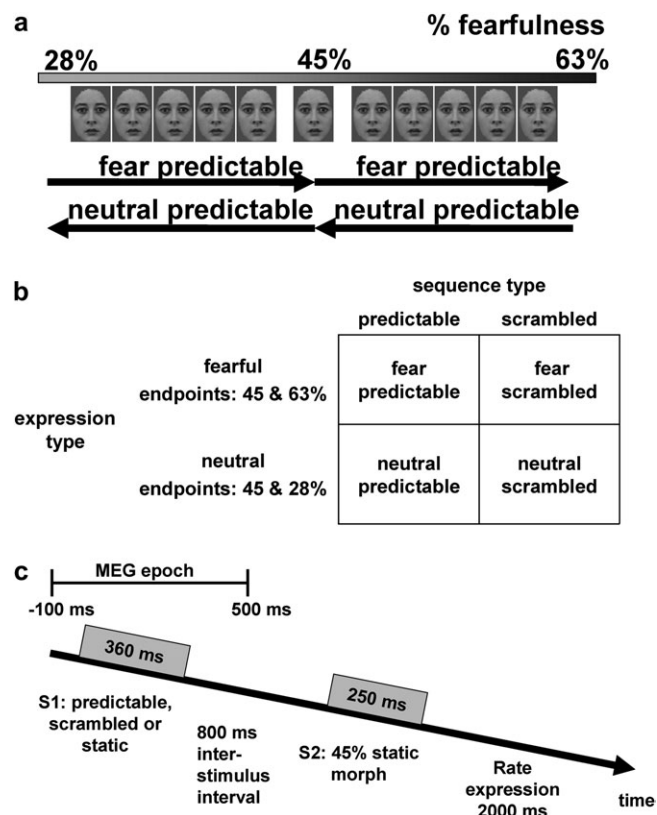 a
% fearfulness
28% 45% 63%
fear predictable fear predictable
neutral predictable neutral predictable
b
sequence type
predictable scrambled
fearful
endpoints: 45 & 63%
fear
predictable
fear
scrambled
expression
type
neutral
endpoints: 45 & 28%
neutral
predictable
neutral
scrambled
c
MEG epoch
-100 ms 500 ms
360 ms
250 ms
S1: predictable,
scrambled or
static
800 ms
inter-
stimulus
interval
S2: 45% static
morph
Rate
expression
2000 ms
time